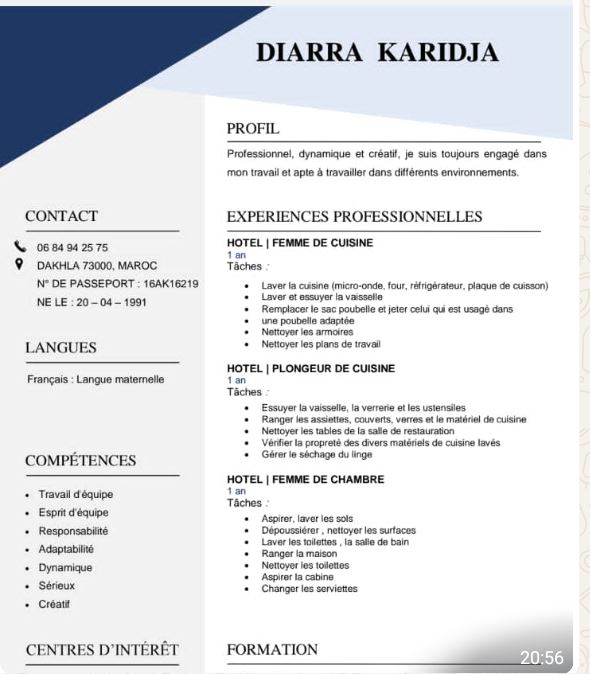 DIARRA KARIDJA
PROFIL
Professionnel, dynamique et créatif, je suis toujours engagé dans
mon travail et apte à travailler dans différents environnements.
CONTACT
06 84 94 25 75
DAKHLA 73000, MAROC
N° DE PASSEPORT : 16AK16219
NE LE : 20 – 04 – 1991
LANGUES
Français : Langue maternelle
COMPÉTENCES
• Travail d'équipe
• Esprit d'équipe
• Responsabilité
• Adaptabilité
• Dynamique
• Sérieux
• Créatif
CENTRES D'INTÉRÊT
EXPERIENCES PROFESSIONNELLES
HOTEL | FEMME DE CUISINE
1 an
Tâches :
• Laver la cuisine (micro-onde, four, réfrigérateur, plaque de cuisson)
• Laver et essuyer la vaisselle
• Remplacer le sac poubelle et jeter celui qui est usagé dans
• une poubelle adaptée
• Nettoyer les armoires
• Nettoyer les plans de travail
HOTEL | PLONGEUR DE CUISINE
1 an
Tâches :
• Essuyer la vaisselle, la verrerie et les ustensiles
• Ranger les assiettes, couverts, verres et le matériel de cuisine
• Nettoyer les tables de la salle de restauration
• Vérifier la propreté des divers matériels de cuisine lavés
• Gérer le séchage du linge
HOTEL | FEMME DE CHAMBRE
1 an
Tâches :
• Aspirer, laver les sols
• Dépoussiérer , nettoyer les surfaces
• Laver les toilettes , la salle de bain
• Ranger la maison
• Nettoyer les toilettes
• Aspirer la cabine
• Changer les serviettes
FORMATION
20:56